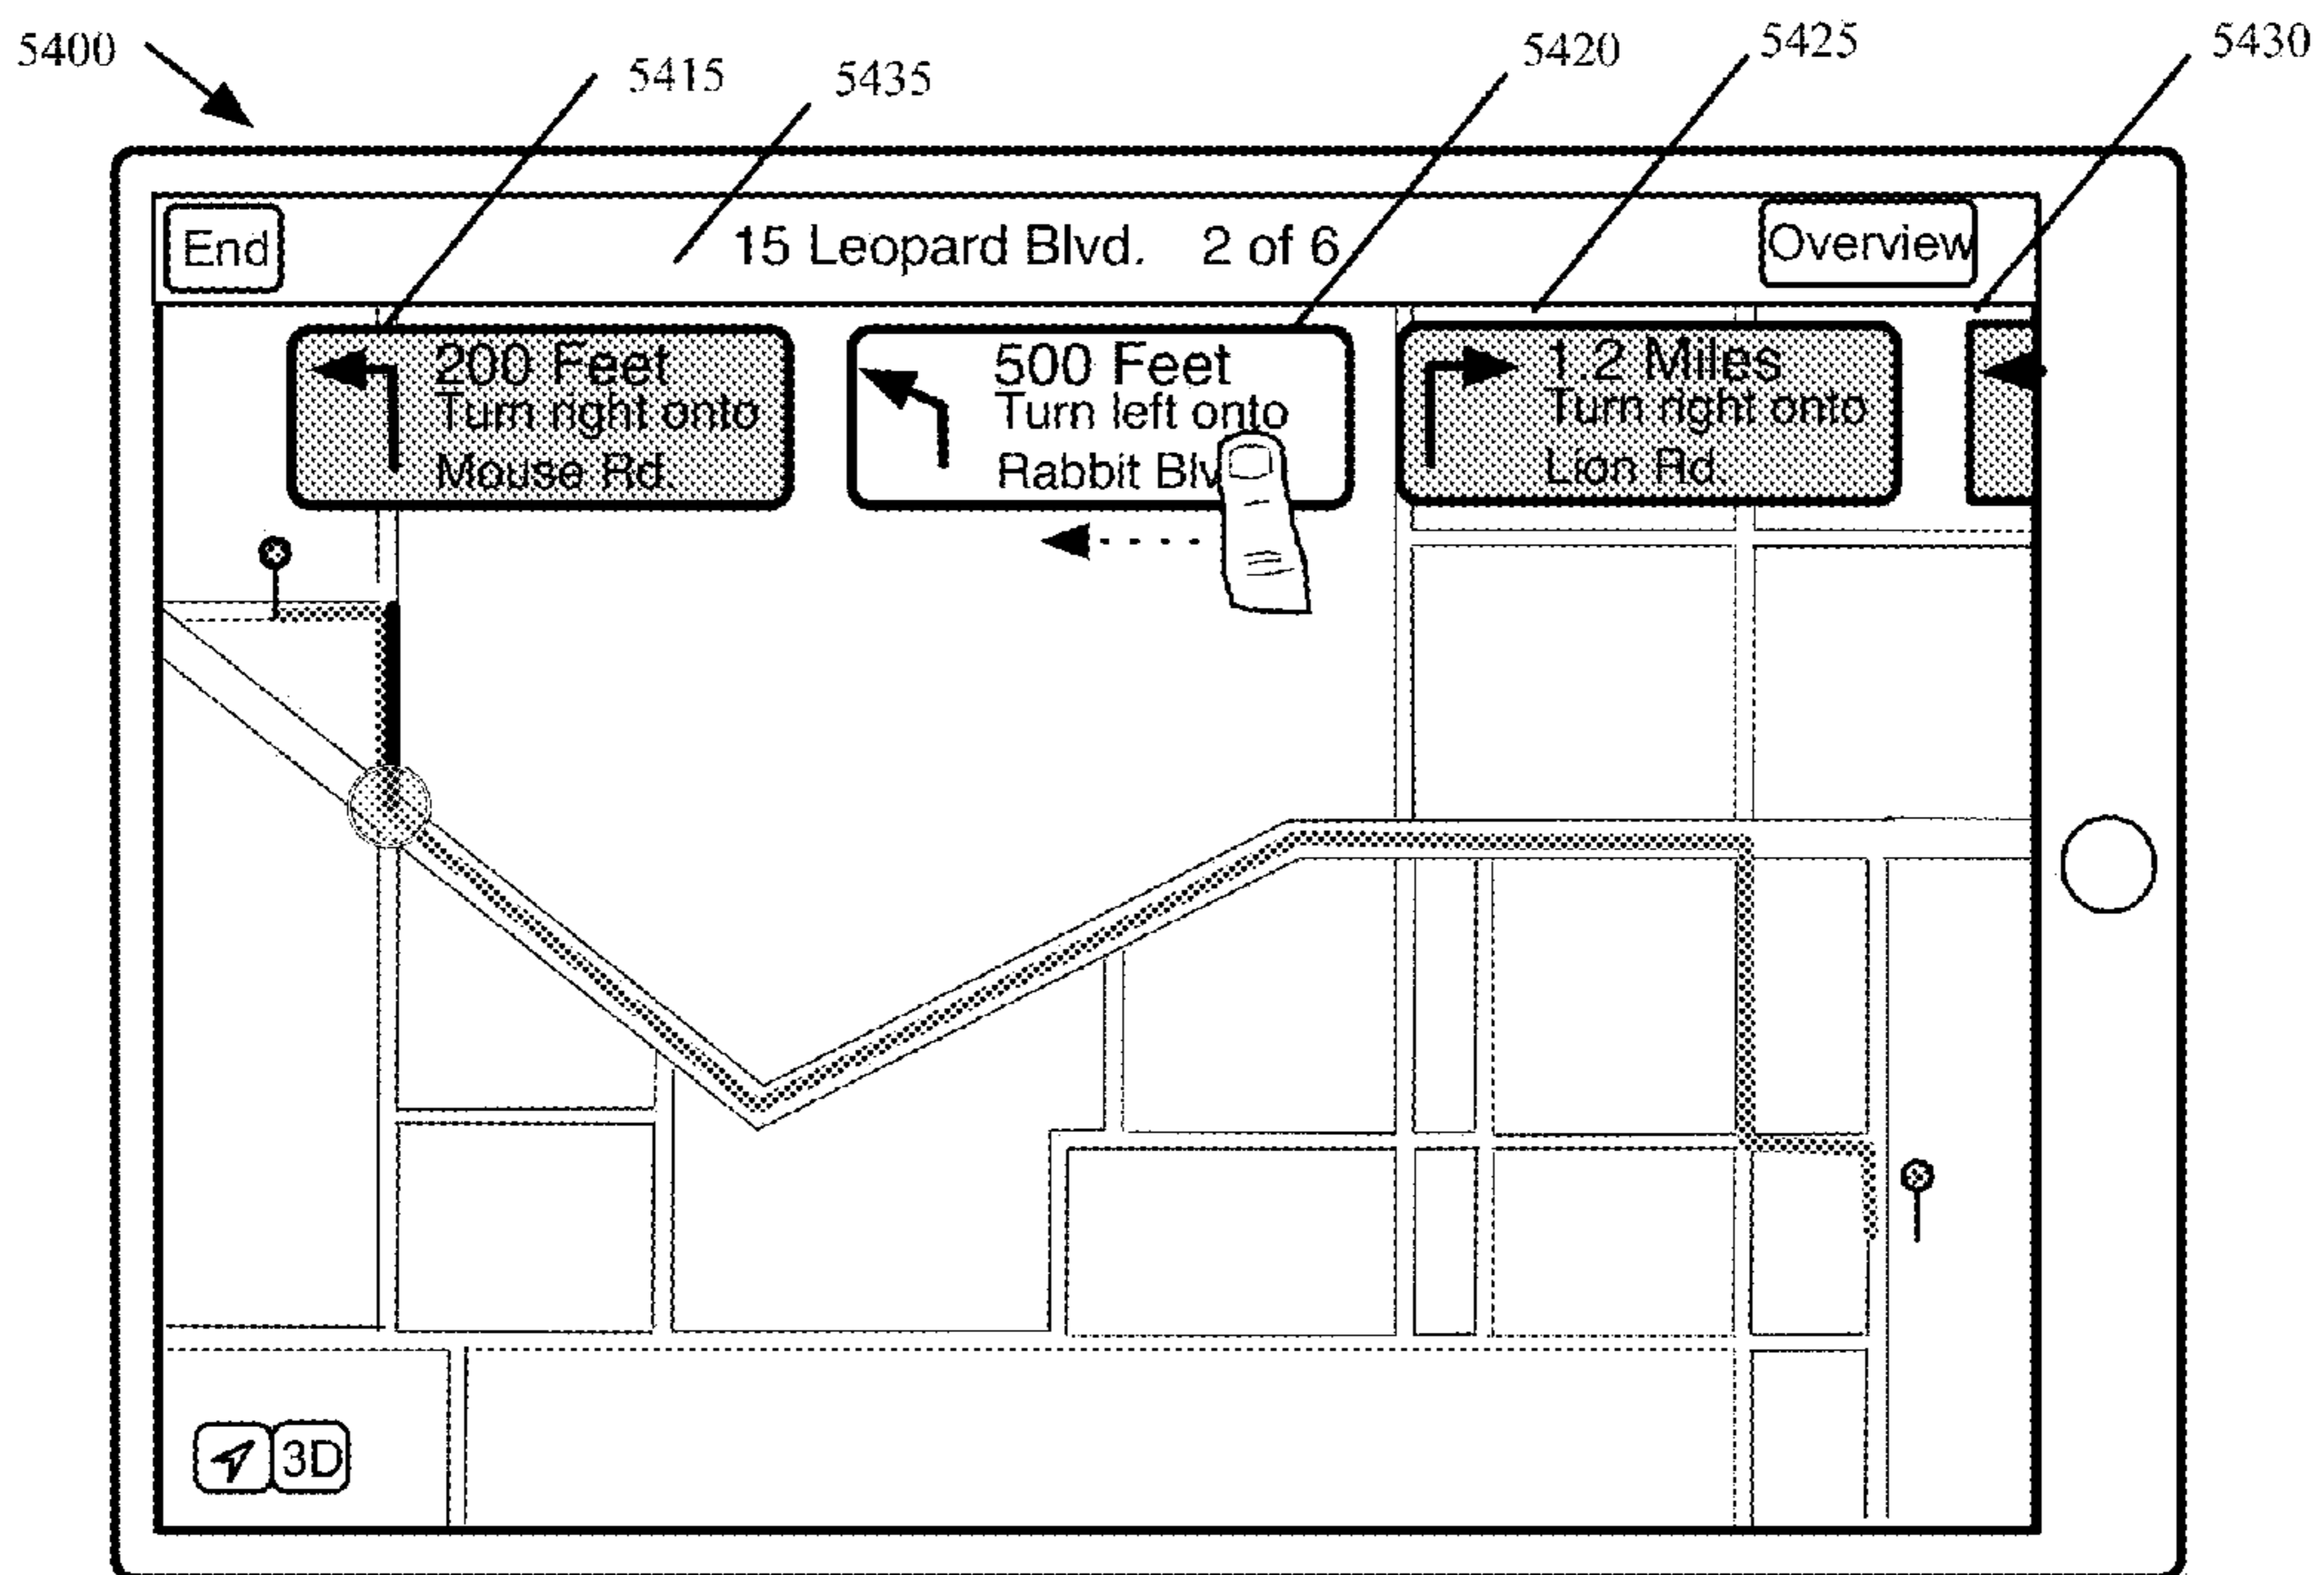 5400
5415
5435
5420
5425
5430
End
15 Leopard Blvd. 2 of 6
Overview
200 Feet
Turn right onto
Mouse Rd
500 Feet
Turn left onto
Rabbit Blv
1.2 Miles
Turn right onto
Lion Rd
3D